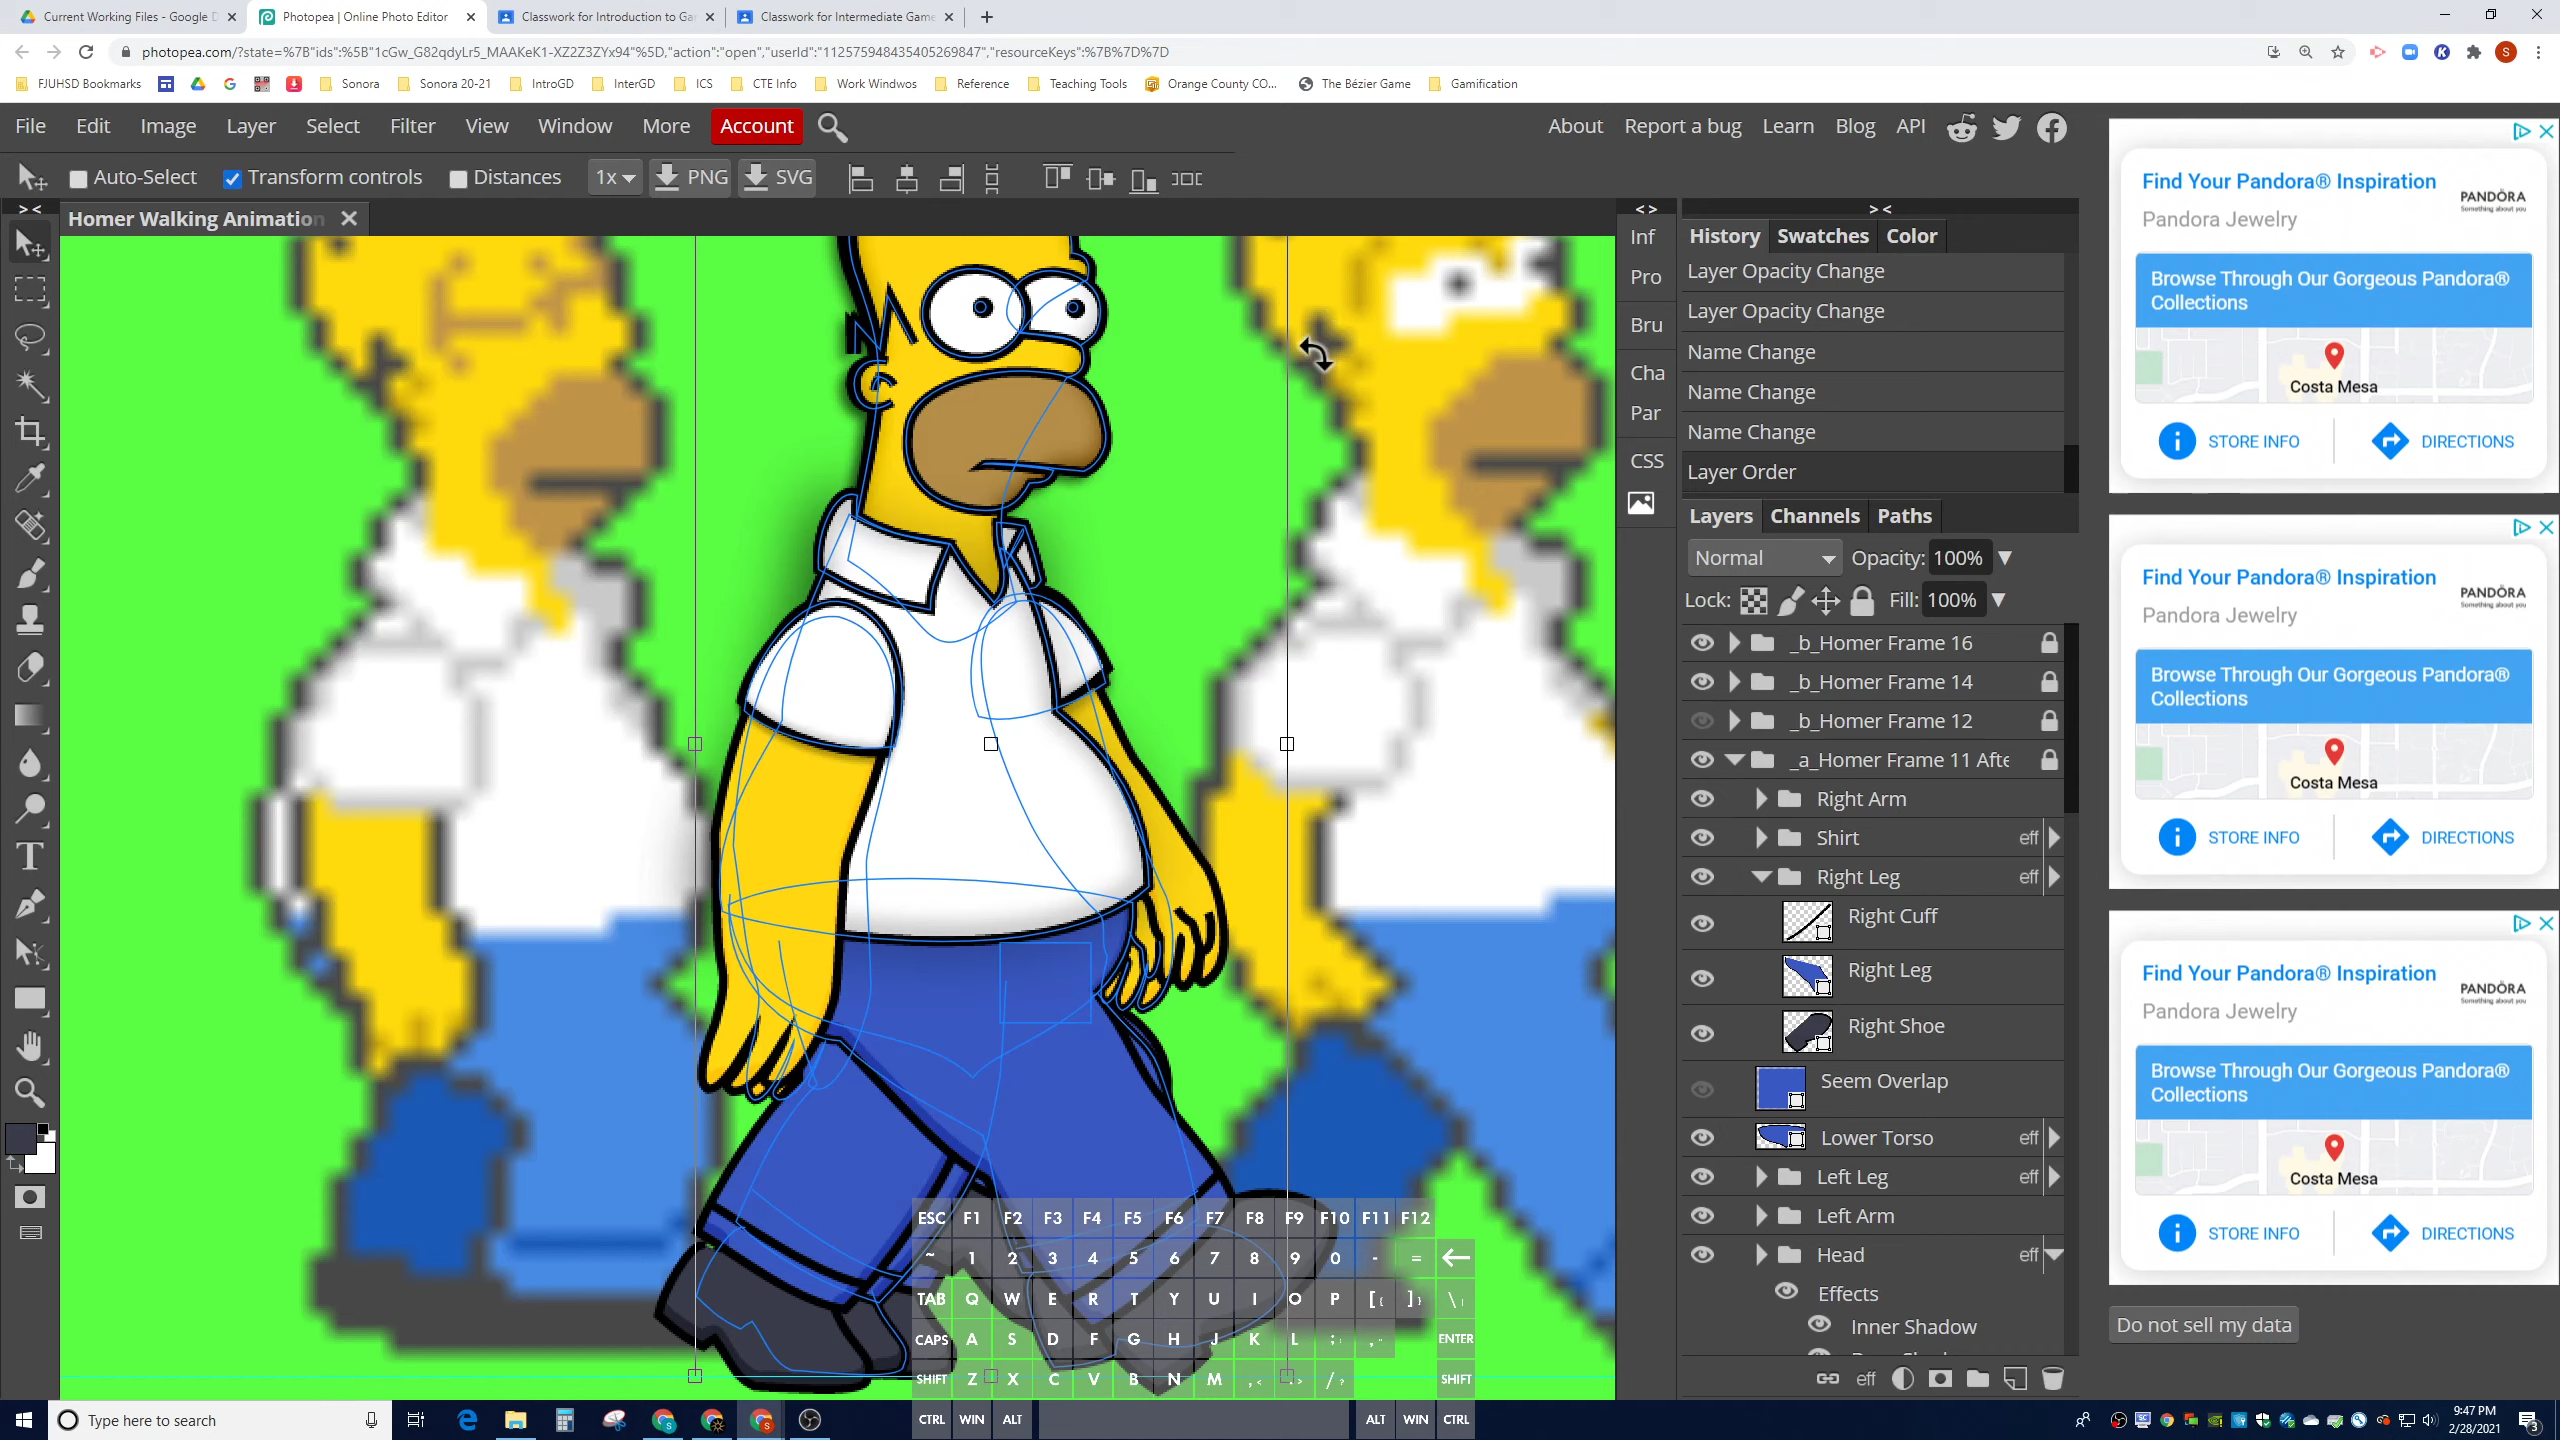 Current Working Files - Google D
Photopea | Online Photo Editor
Classwork for Introduction to Ga
Classwork for Intermediate Game
photopea.com/?state=%7B"ids":%5B"1cGw_G82qdyLr5_MAAKeK1-XZ2Z3ZYx94"%5D,"action":"open","userId":"112575948435405269847","resourceKeys":%7B%7D%7D
S
FJUHSD Bookmarks
Sonora
Sonora 20-21
IntroGD
InterGD
ICS
CTE Info
Work Windwos
Reference
Teaching Tools
Orange County CO...
The Bézier Game
Gamification
File Edit Image Layer Select Filter View Window More Account
About Report a bug Learn Blog API
Auto-Select Transform controls Distances 1x PNG SVG
Homer Walking Animation
Inf
Pro
Bru
Cha
Par
CSS
History Swatches Color
Layer Opacity Change
Layer Opacity Change
Name Change
Name Change
Name Change
Layer Order
Layers Channels Paths
Normal Opacity: 100%
Lock: Fill: 100%
_b_Homer Frame 16
_b_Homer Frame 14
_b_Homer Frame 12
_a_Homer Frame 11 Afte
Right Arm
Shirt eff
Right Leg eff
Right Cuff
Right Leg
Right Shoe
Seem Overlap
Lower Torso eff
Left Leg eff
Left Arm
Head eff
Effects
Inner Shadow
eff
Find Your Pandora® Inspiration
PANDÖRA
Pandora Jewelry
Browse Through Our Gorgeous Pandora®
Collections
Costa Mesa
STORE INFO DIRECTIONS
Find Your Pandora® Inspiration
PANDÖRA
Pandora Jewelry
Browse Through Our Gorgeous Pandora®
Collections
Costa Mesa
STORE INFO DIRECTIONS
Find Your Pandora® Inspiration
PANDÖRA
Pandora Jewelry
Browse Through Our Gorgeous Pandora®
Collections
Costa Mesa
STORE INFO DIRECTIONS
Do not sell my data
ESC F1 F2 F3 F4 F5 F6 F7 F8 F9 F10 F11 F12
~ 1 2 3 4 5 6 7 8 9 0 - =
TAB Q W E R T Y U I O P [{ ]} \|
CAPS A S D F G H J K L ; ENTER
SHIFT Z X C V B N M ,< .> /? SHIFT
CTRL WIN ALT ALT WIN CTRL
Type here to search
9:47 PM
2/28/2021
3